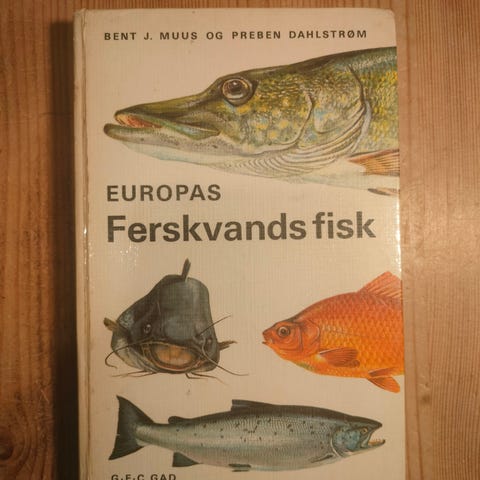 BENT J. MUUS OG PREBEN DAHLSTRØM
EUROPAS
Ferskvands fisk
G·E·C GAD